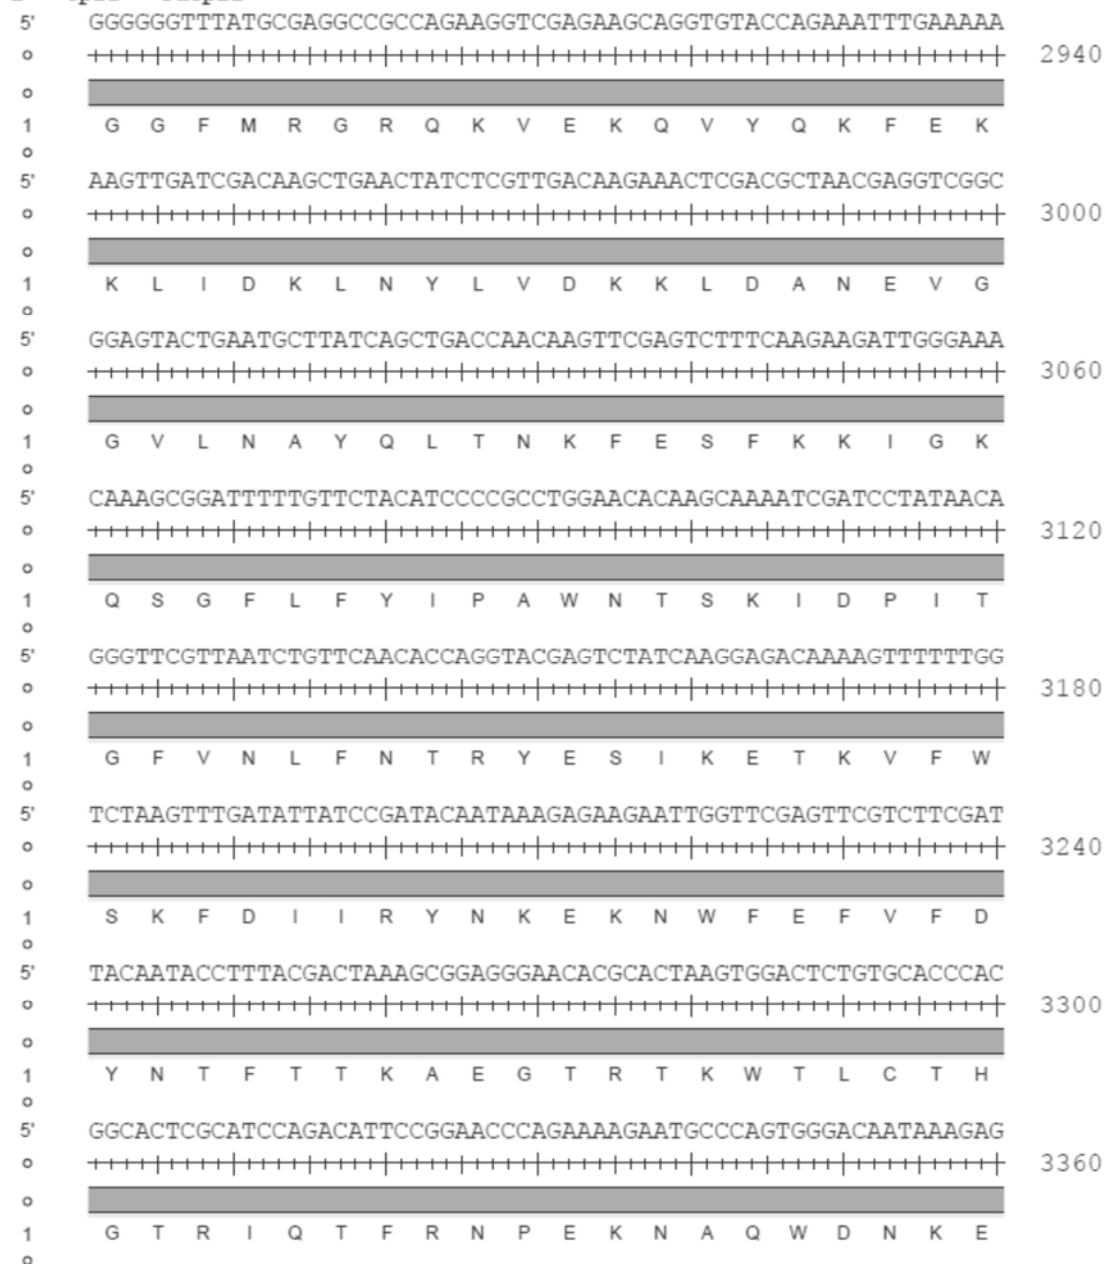 5' GGGGGGTTTATGCGAGGCCGCCAGAAGGTCGAGAAGCAGGTGTACCAGAAATTTGAAAAA
o 2940
o
1 G G F M R G R Q K V E K Q V Y Q K F E K
o
5' AAGTTGATCGACAAGCTGAACTATCTCGTTGACAAGAAACTCGACGCTAACGAGGTCGGC
o 3000
o
1 K L I D K L N Y L V D K K L D A N E V G
o
5' GGAGTACTGAATGCTTATCAGCTGACCAACAAGTTCGAGTCTTTCAAGAAGATTGGGAAA
o 3060
o
1 G V L N A Y Q L T N K F E S F K K I G K
o
5' CAAAGCGGATTTTTGTTCTACATCCCCGCCTGGAACACAAGCAAAATCGATCCTATAACA
o 3120
o
1 Q S G F L F Y I P A W N T S K I D P I T
o
5' GGGTTCGTTAATCTGTTCAACACCAGGTACGAGTCTATCAAGGAGACAAAAGTTTTTTGG
o 3180
o
1 G F V N L F N T R Y E S I K E T K V F W
o
5' TCTAAGTTTGATATTATCCGATACAATAAAGAGAAGAATTGGTTCGAGTTCGTCTTCGAT
o 3240
o
1 S K F D I I R Y N K E K N W F E F V F D
o
5' TACAATACCTTTACGACTAAAGCGGAGGGAACACGCACTAAGTGGACTCTGTGCACCCAC
o 3300
o
1 Y N T F T T K A E G T R T K W T L C T H
o
5' GGCACTCGCATCCAGACATTCCGGAACCCAGAAAAGAATGCCCAGTGGGACAATAAAGAG
o 3360
o
1 G T R I Q T F R N P E K N A Q W D N K E
o